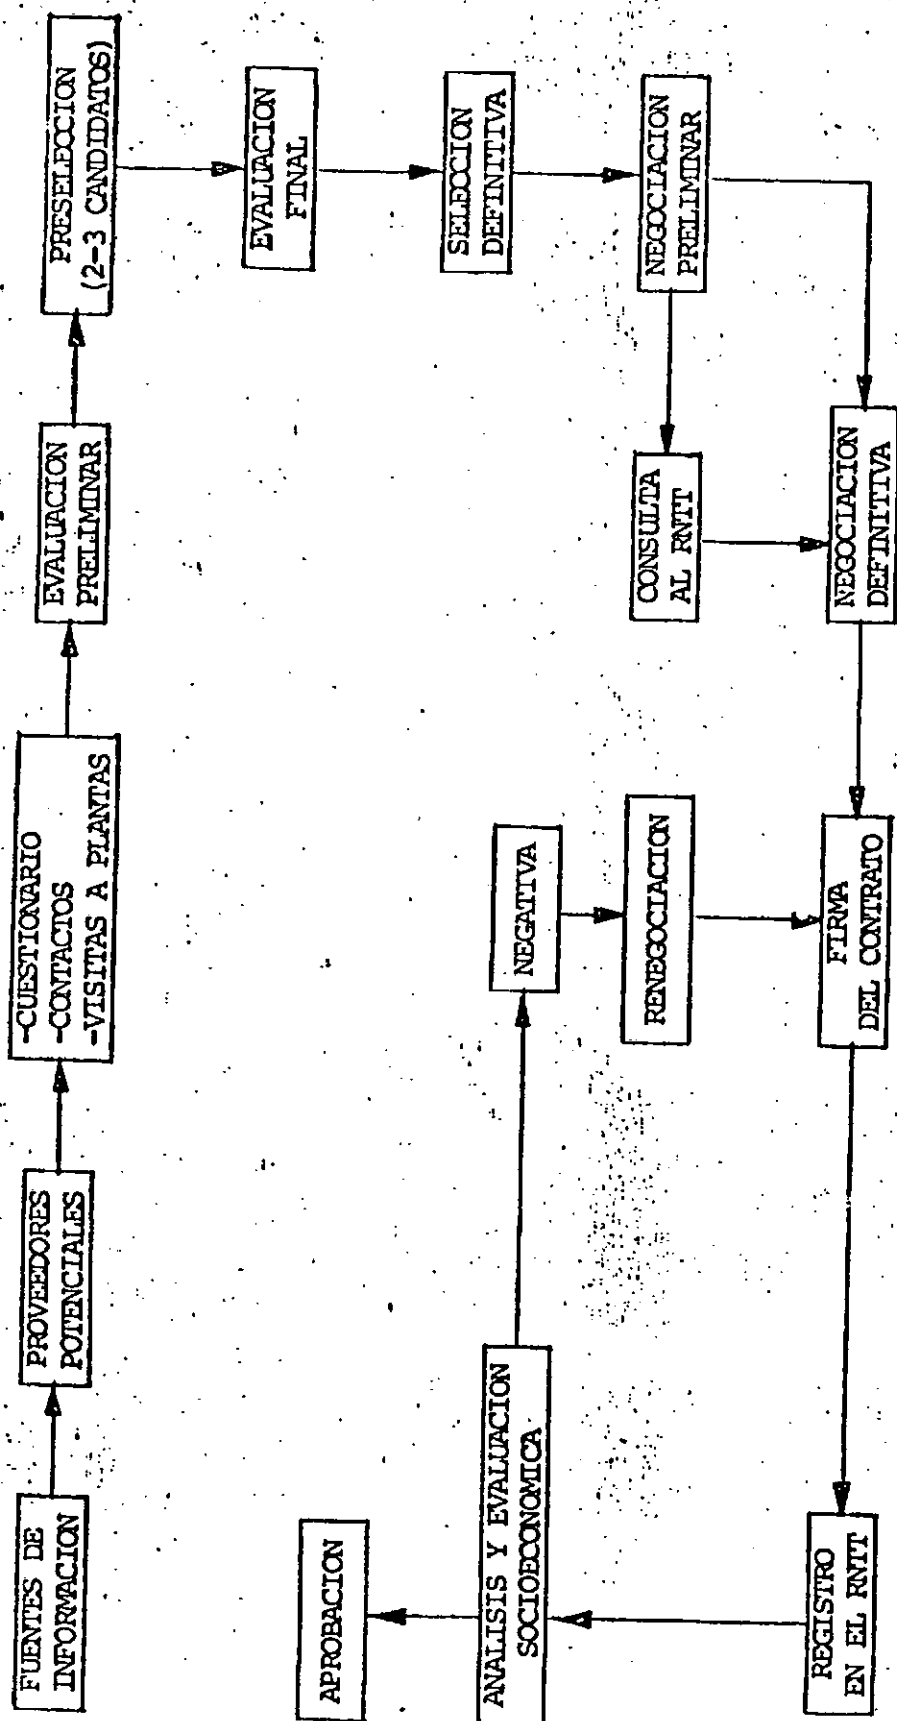 FUENTES DE
INFORMACION
PROVEEDORES
POTENCIALES
-CUESTIONARIO
-CONTACTOS
-VISITAS A PLANTAS
EVALUACION
PRELIMINAR
PRESELECCION
(2-3 CANDIDATOS)
EVALUACION
FINAL
SELECCION
DEFINITIVA
NEGOCIACION
PRELIMINAR
CONSULTA
AL RNTT
NEGOCIACION
DEFINITIVA
FIRMA
DEL CONTRATO
REGISTRO
EN EL RNTT
ANALISIS Y EVALUACION
SOCIOECONOMICA
APROBACION
NEGATIVA
RENEGOCIACION